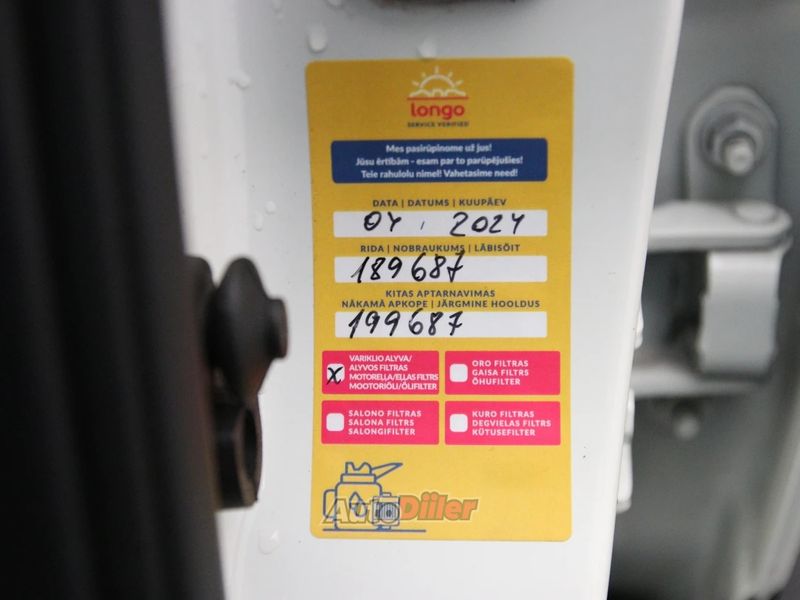 longo
SERVICE VERIFIED
Mes pasirūpinome už jus!
Jūsu ērtībām - esam par to parūpējušies!
Teie rahulolu nimel! Vahetasime need!
DATA | DATUMS | KUUPÄEV
04 . 2024
RIDA | NOBRAUKUMS | LÄBISÕIT
189687
KITAS APTARNAVIMAS
NĀKAMĀ APKOPE | JÄRGMINE HOOLDUS
199687
X
VARIKLIO ALYVA/
ALYVOS FILTRAS
MOTOREĻĻA/EĻĻAS FILTRS
MOOTORIÕLI/ÕLIFILTER
ORO FILTRAS
GAISA FILTRS
ÕHUFILTER
SALONO FILTRAS
SALONA FILTRS
SALONGIFILTER
KURO FILTRAS
DEGVIELAS FILTRS
KÜTUSEFILTER
AutoDiiler